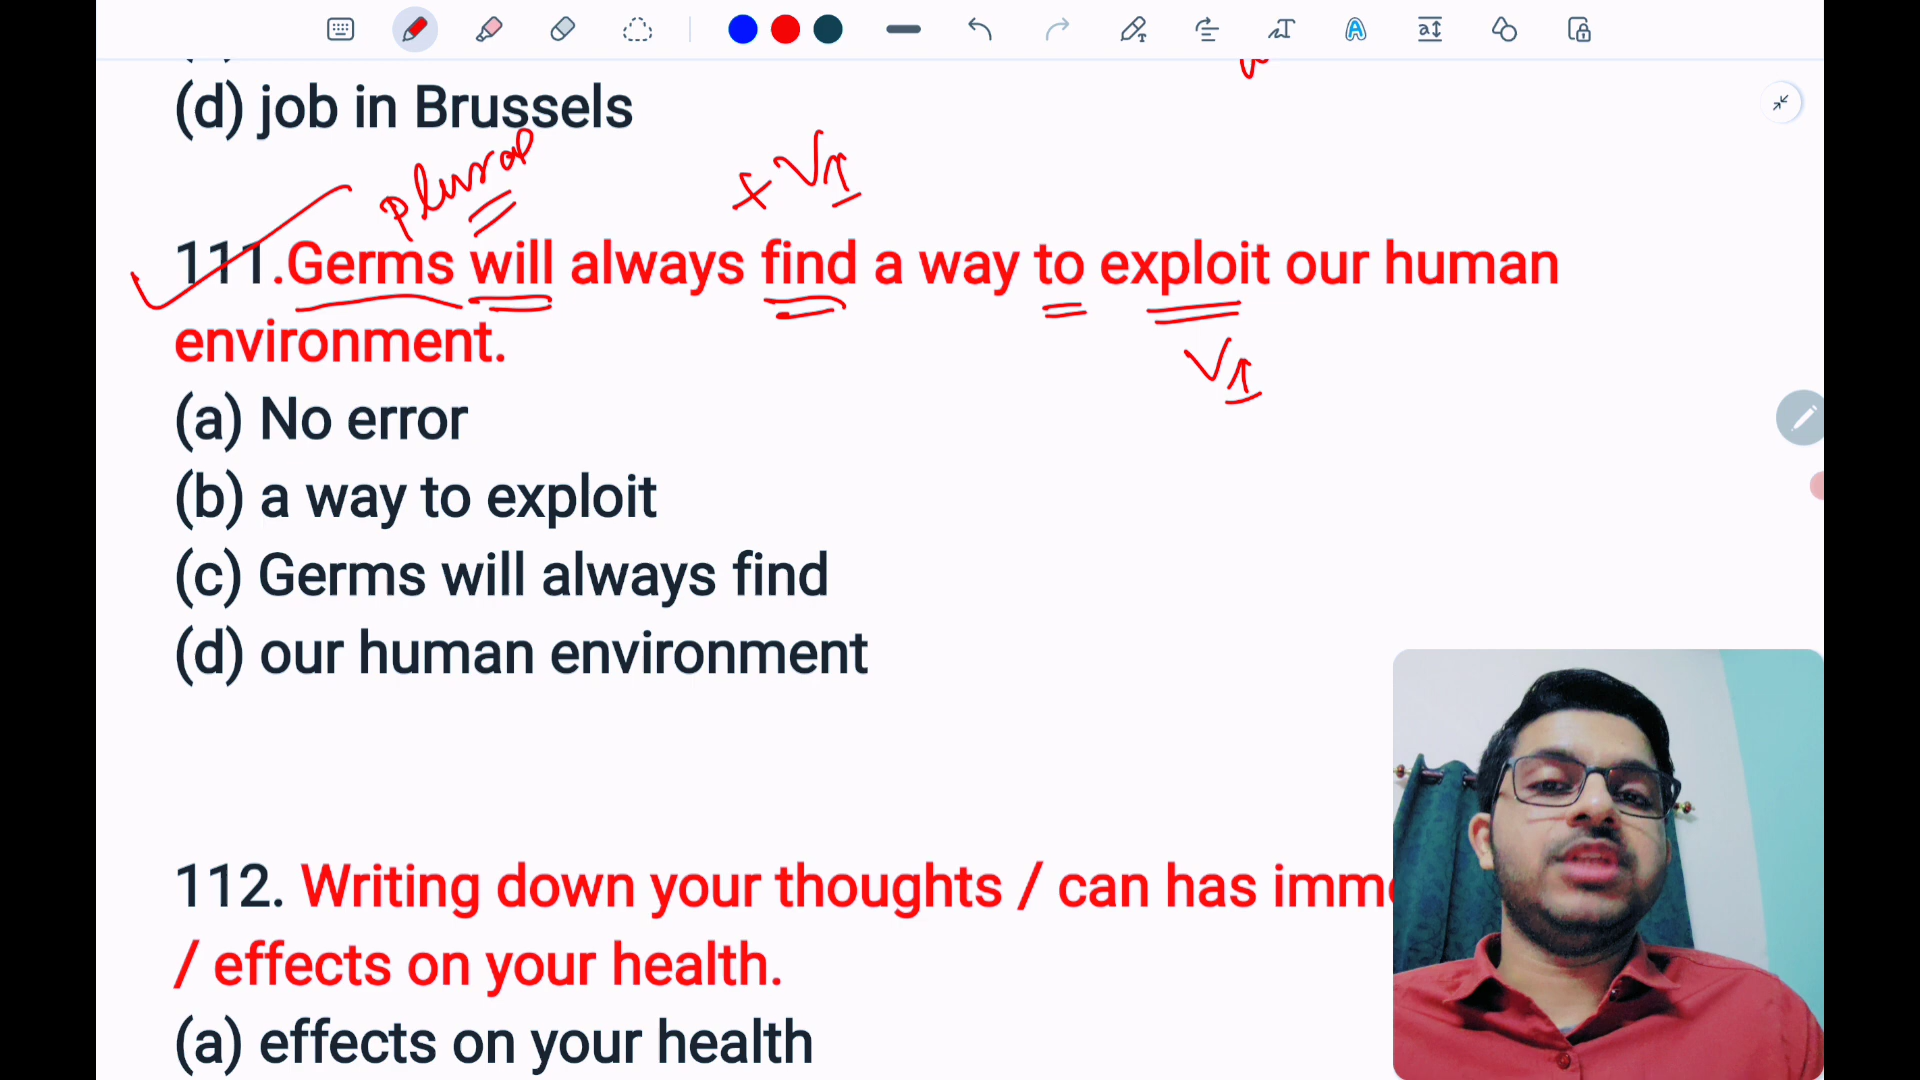 (d) job in Brussels
plural
+ V1
111.Germs will always find a way to exploit our human
environment.
V1
(a) No error
(b) a way to exploit
(c) Germs will always find
(d) our human environment
112. Writing down your thoughts / can has imm
/ effects on your health.
(a) effects on your health